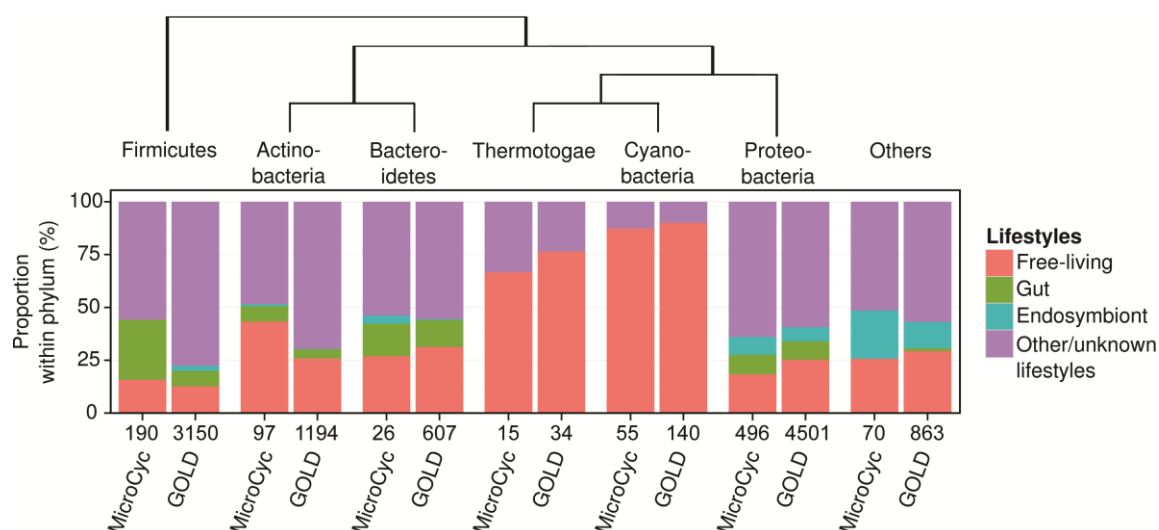 Firmicutes
Actino-
bacteria
Bacter-
oidetes
Thermotogae
Cyano-
bacteria
Proteo-
bacteria
Others
Proportion
within phylum (%)
100
75
50
25
0
190
3150
97
1194
26
607
15
34
55
140
496
4501
70
863
MicroCyc
GOLD
MicroCyc
GOLD
MicroCyc
GOLD
MicroCyc
GOLD
MicroCyc
GOLD
MicroCyc
GOLD
MicroCyc
GOLD
Lifestyles
Free-living
Gut
Endosymbiont
Other/unknown
lifestyles